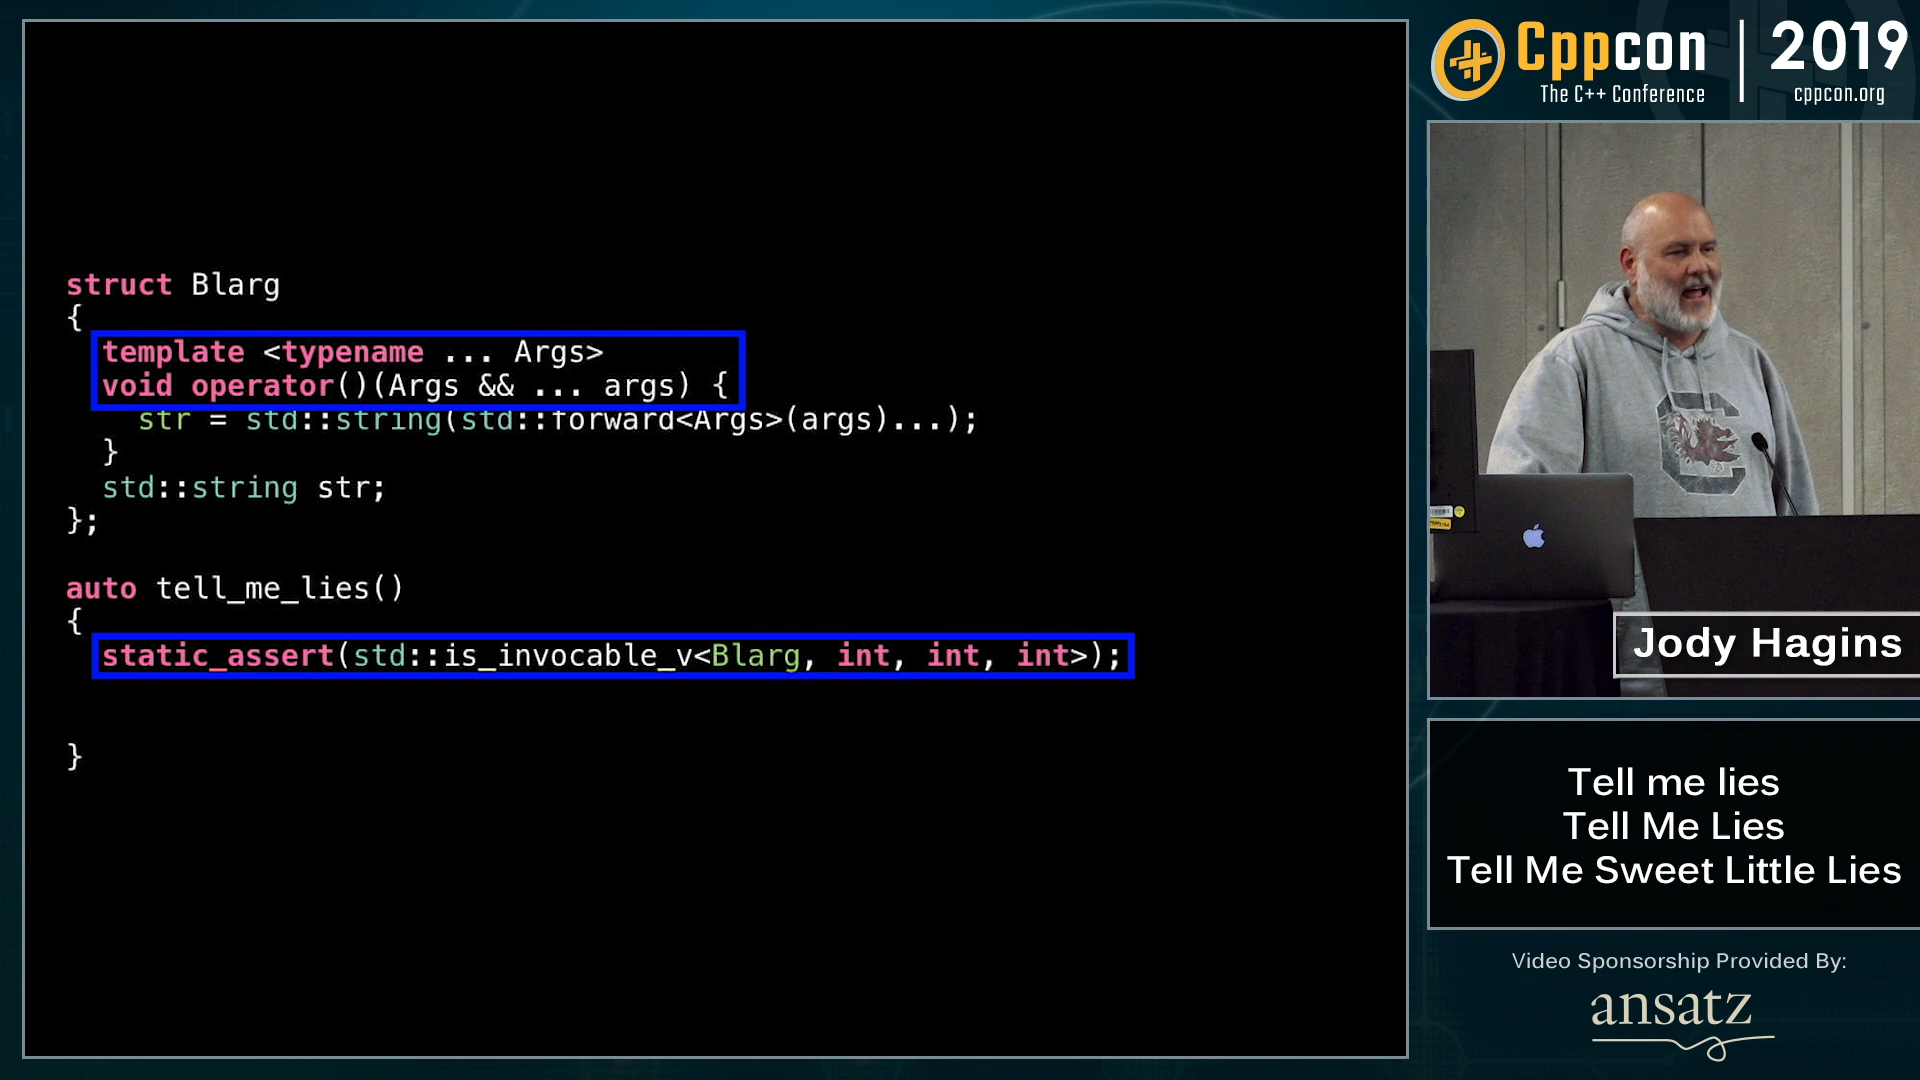 struct Blarg
{
template <typename ... Args>
void operator()(Args && ... args) {
str = std::string(std::forward<Args>(args)...);
}
std::string str;
};
auto tell_me_lies()
{
static_assert(std::is_invocable_v<Blarg, int, int, int>);
}
Cppcon
The C++ Conference
2019
cppcon.org
Jody Hagins
Tell me lies
Tell Me Lies
Tell Me Sweet Little Lies
Video Sponsorship Provided By:
ansatz